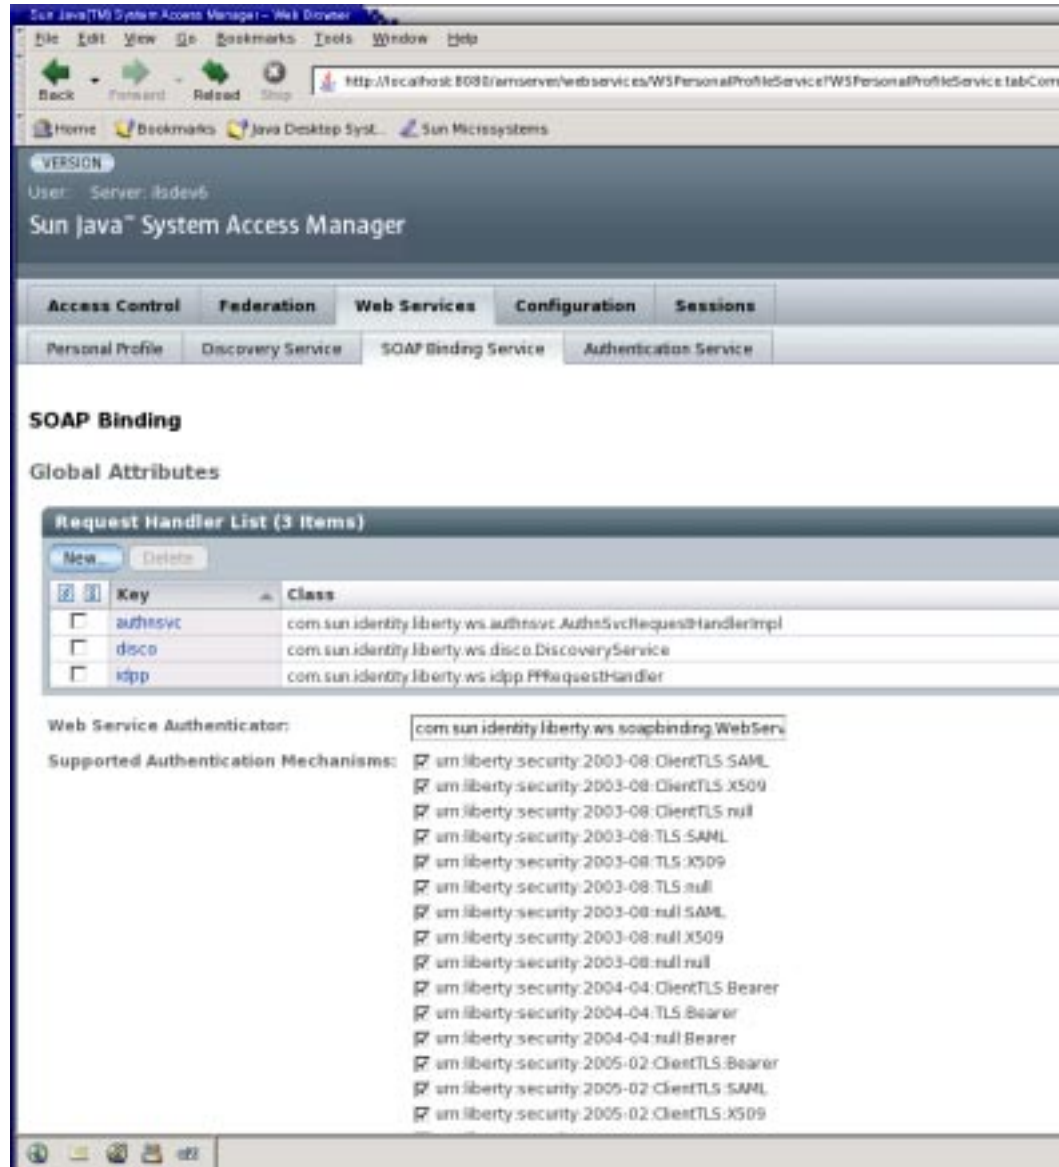 Sun Java(TM) System Access Manager - Web Browser
File Edit View Go Bookmarks Tools Window Help
Back Forward Reload Stop
http://localhost:8080/amserver/webservices/WSPersonalProfileService?WSPersonalProfileService.tabCom
Home Bookmarks Java Desktop Syst... Sun Microsystems
VERSION
User: Server: ilsdev6
Sun Java™ System Access Manager
Access Control Federation Web Services Configuration Sessions
Personal Profile Discovery Service SOAP Binding Service Authentication Service
SOAP Binding
Global Attributes
Request Handler List (3 Items)
New... Delete
Key Class
authnsvc com.sun.identity.liberty.ws.authnsvc.AuthnSvcRequestHandlerImpl
disco com.sun.identity.liberty.ws.disco.DiscoveryService
idpp com.sun.identity.liberty.ws.idpp.PPRequestHandler
Web Service Authenticator: com.sun.identity.liberty.ws.soapbinding.WebServ
Supported Authentication Mechanisms: urn:liberty:security:2003-08:ClientTLS:SAML
urn:liberty:security:2003-08:ClientTLS:X509
urn:liberty:security:2003-08:ClientTLS:null
urn:liberty:security:2003-08:TLS:SAML
urn:liberty:security:2003-08:TLS:X509
urn:liberty:security:2003-08:TLS:null
urn:liberty:security:2003-08:null:SAML
urn:liberty:security:2003-08:null:X509
urn:liberty:security:2003-08:null:null
urn:liberty:security:2004-04:ClientTLS:Bearer
urn:liberty:security:2004-04:TLS:Bearer
urn:liberty:security:2004-04:null:Bearer
urn:liberty:security:2005-02:ClientTLS:Bearer
urn:liberty:security:2005-02:ClientTLS:SAML
urn:liberty:security:2005-02:ClientTLS:X509